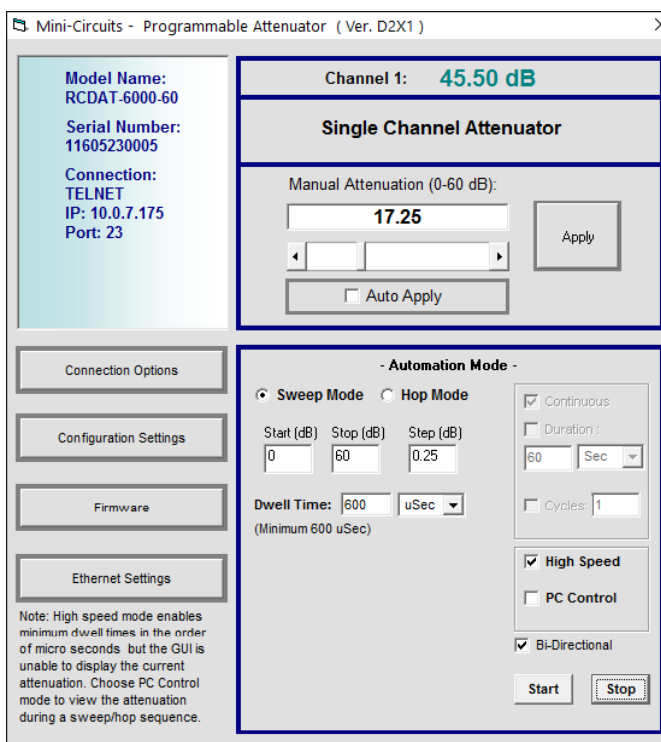 Mini-Circuits - Programmable Attenuator ( Ver. D2X1 )
Model Name:
RCDAT-6000-60
Serial Number:
11605230005
Connection:
TELNET
IP: 10.0.7.175
Port: 23
Channel 1: 45.50 dB
Single Channel Attenuator
Manual Attenuation (0-60 dB):
17.25
Apply
Auto Apply
Connection Options
Configuration Settings
Firmware
Ethernet Settings
Note: High speed mode enables
minimum dwell times in the order
of micro seconds but the GUI is
unable to display the current
attenuation. Choose PC Control
mode to view the attenuation
during a sweep/hop sequence.
- Automation Mode -
Sweep Mode Hop Mode
Start (dB) Stop (dB) Step (dB)
0 60 0.25
Dwell Time: 600 uSec
(Minimum 600 uSec)
Continuous
Duration :
60 Sec
Cycles: 1
High Speed
PC Control
Bi-Directional
Start Stop